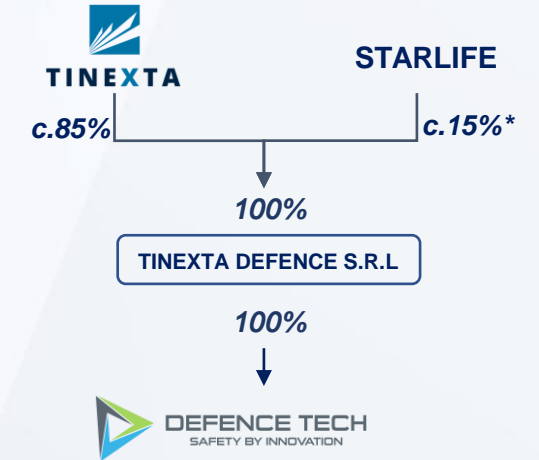 TINEXTA
STARLIFE
c.85%
c.15%*
100%
TINEXTA DEFENCE S.R.L
100%
DEFENCE TECH
SAFETY BY INNOVATION